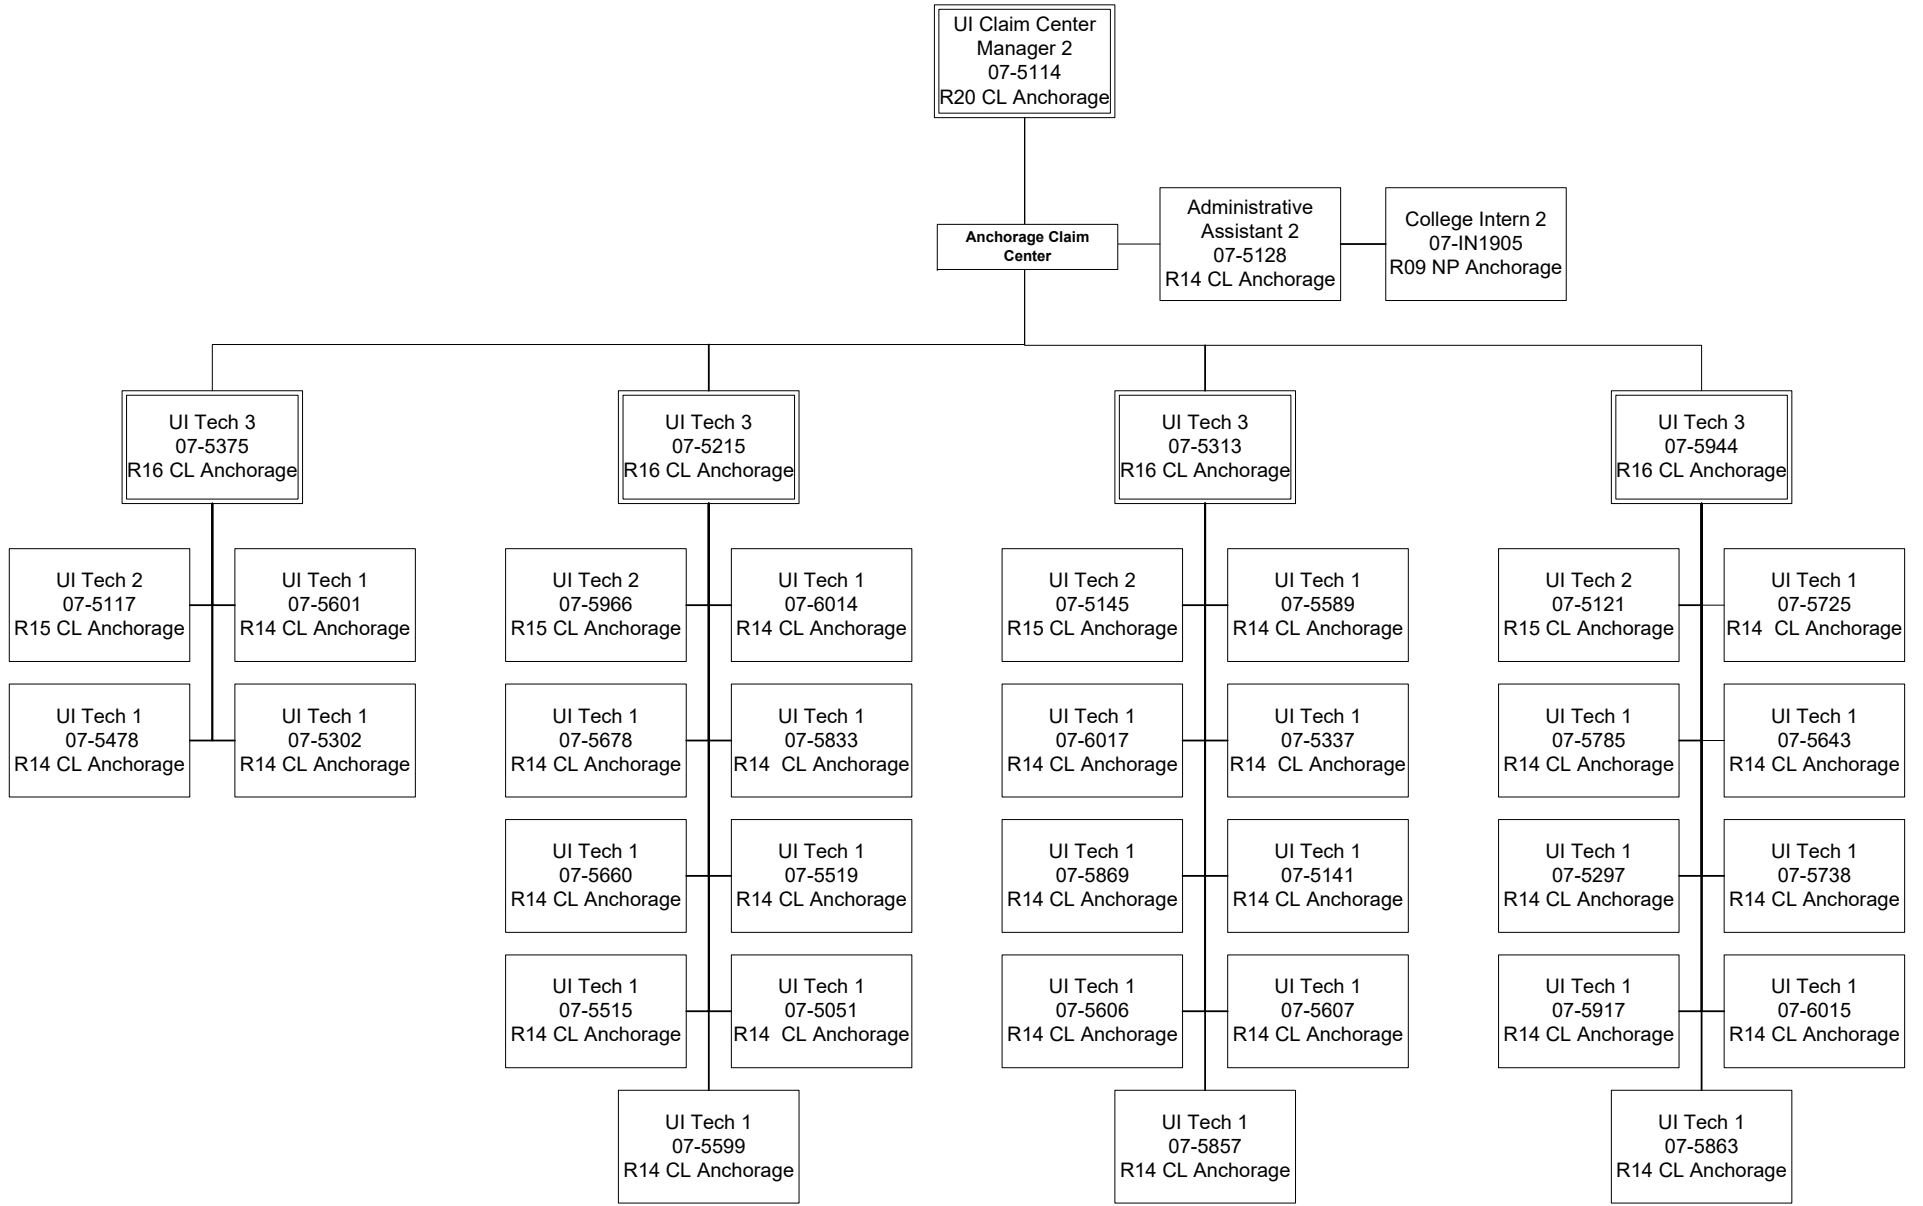 UI Claim Center
Manager 2
07-5114
R20 CL Anchorage
Anchorage Claim
Center
Administrative
Assistant 2
07-5128
R14 CL Anchorage
College Intern 2
07-IN1905
R09 NP Anchorage
UI Tech 3
07-5375
R16 CL Anchorage
UI Tech 3
07-5215
R16 CL Anchorage
UI Tech 3
07-5313
R16 CL Anchorage
UI Tech 3
07-5944
R16 CL Anchorage
UI Tech 2
07-5117
R15 CL Anchorage
UI Tech 1
07-5601
R14 CL Anchorage
UI Tech 2
07-5966
R15 CL Anchorage
UI Tech 1
07-6014
R14 CL Anchorage
UI Tech 2
07-5145
R15 CL Anchorage
UI Tech 1
07-5589
R14 CL Anchorage
UI Tech 2
07-5121
R15 CL Anchorage
UI Tech 1
07-5725
R14  CL Anchorage
UI Tech 1
07-5478
R14 CL Anchorage
UI Tech 1
07-5302
R14 CL Anchorage
UI Tech 1
07-5678
R14 CL Anchorage
UI Tech 1
07-5833
R14  CL Anchorage
UI Tech 1
07-6017
R14 CL Anchorage
UI Tech 1
07-5337
R14  CL Anchorage
UI Tech 1
07-5785
R14 CL Anchorage
UI Tech 1
07-5643
R14 CL Anchorage
UI Tech 1
07-5660
R14 CL Anchorage
UI Tech 1
07-5519
R14 CL Anchorage
UI Tech 1
07-5869
R14 CL Anchorage
UI Tech 1
07-5141
R14 CL Anchorage
UI Tech 1
07-5297
R14 CL Anchorage
UI Tech 1
07-5738
R14 CL Anchorage
UI Tech 1
07-5515
R14 CL Anchorage
UI Tech 1
07-5051
R14  CL Anchorage
UI Tech 1
07-5606
R14 CL Anchorage
UI Tech 1
07-5607
R14 CL Anchorage
UI Tech 1
07-5917
R14 CL Anchorage
UI Tech 1
07-6015
R14 CL Anchorage
UI Tech 1
07-5599
R14 CL Anchorage
UI Tech 1
07-5857
R14 CL Anchorage
UI Tech 1
07-5863
R14 CL Anchorage